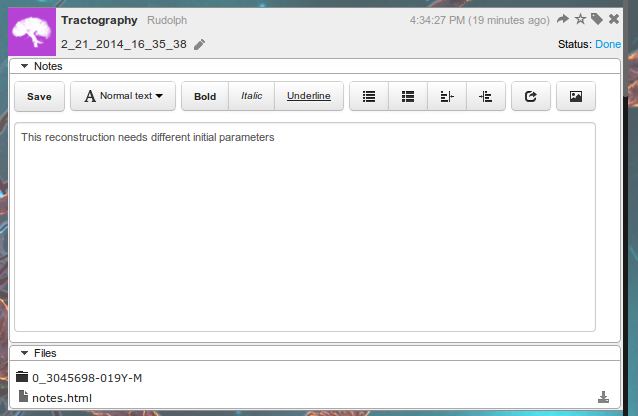 Tractography Rudolph 4:34:27 PM (19 minutes ago)
2_21_2014_16_35_38 Status: Done
Notes
Save A Normal text Bold Italic Underline
This reconstruction needs different initial parameters
Files
0_3045698-019Y-M
notes.html